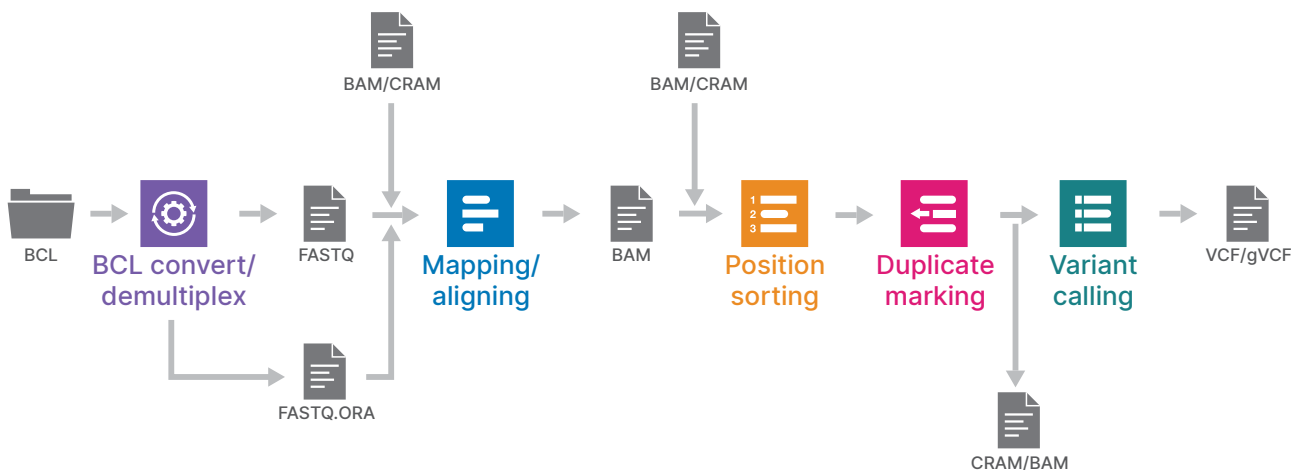 BAM/CRAM
BAM/CRAM
BCL
BCL convert/
demultiplex
FASTQ
Mapping/
aligning
BAM
1
2
3
Position
sorting
Duplicate
marking
Variant
calling
VCF/gVCF
FASTQ.ORA
CRAM/BAM